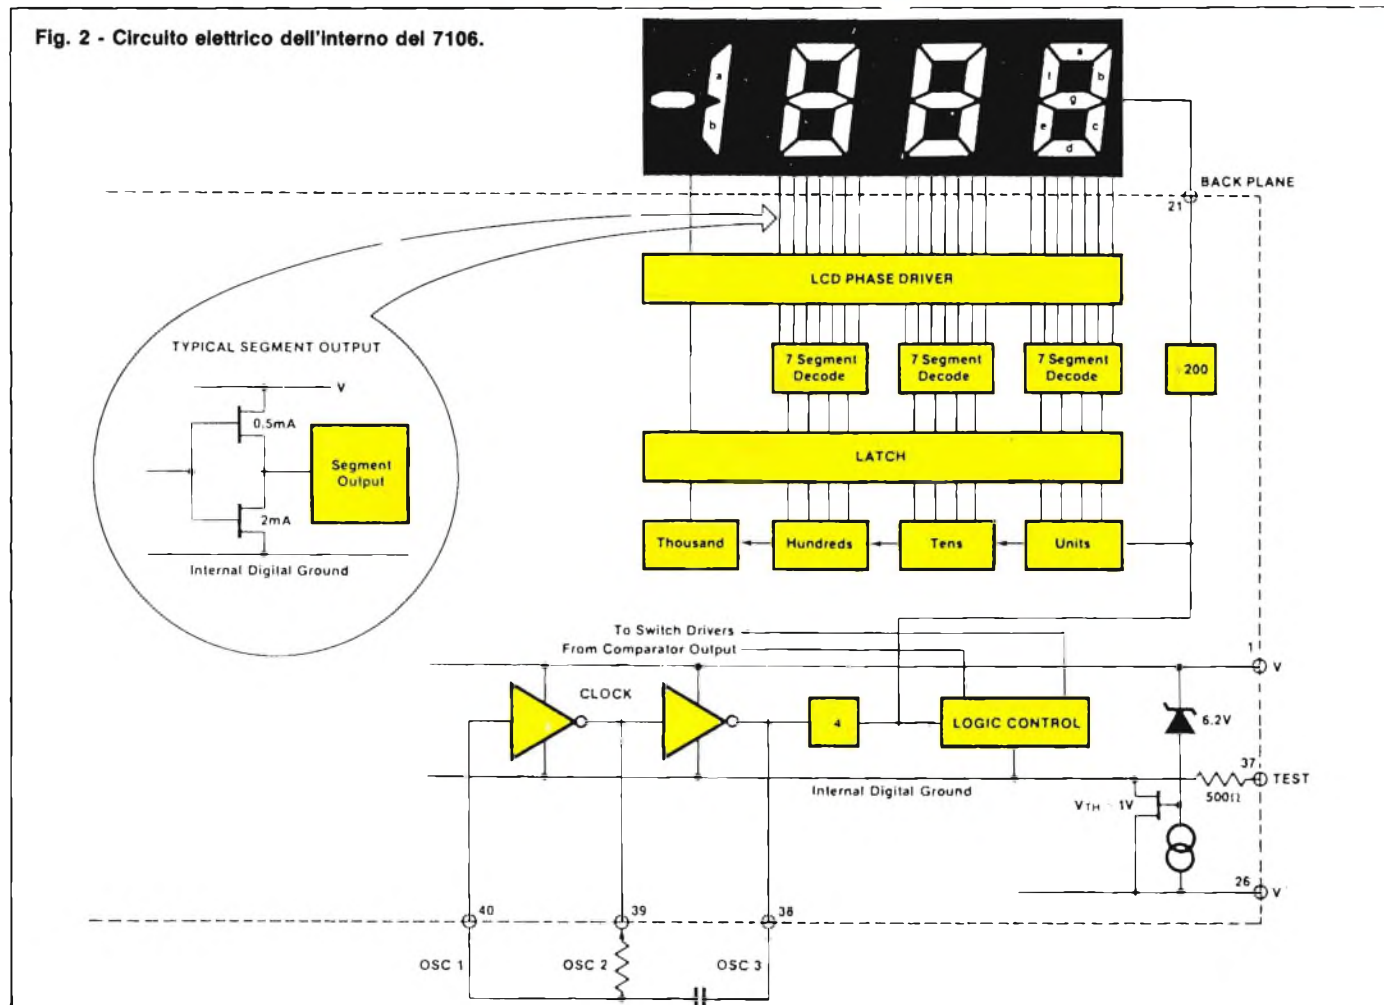 Fig. 2 - Circuito elettrico dell'interno del 7106.
a
b
a
f
b
g
e
c
d
BACK PLANE
21
LCD PHASE DRIVER
TYPICAL SEGMENT OUTPUT
V
0.5mA
Segment
Output
2mA
Internal Digital Ground
7 Segment
Decode
7 Segment
Decode
7 Segment
Decode
200
LATCH
Thousand
Hundreds
Tens
Units
To Switch Drivers
From Comparator Output
1
V
CLOCK
4
LOGIC CONTROL
6.2V
37
TEST
500Ω
Internal Digital Ground
VTH
1V
26
V
40
39
38
OSC 1
OSC 2
OSC 3